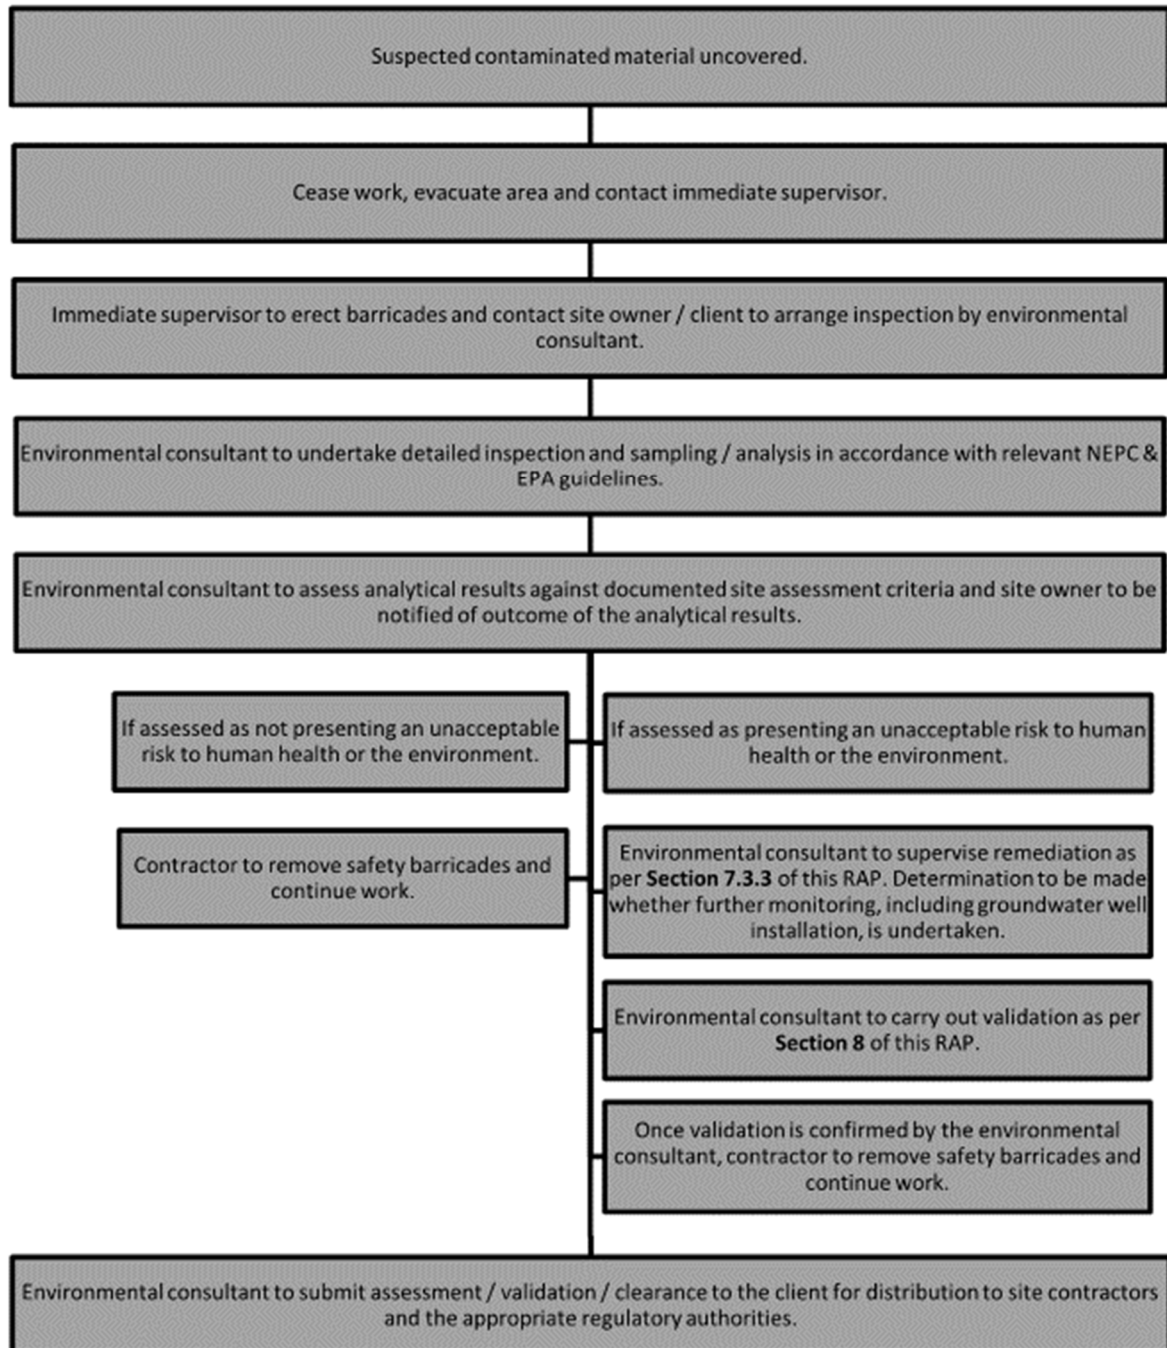 Suspected contaminated material uncovered.
Cease work, evacuate area and contact immediate supervisor.
Immediate supervisor to erect barricades and contact site owner / client to arrange inspection by environmental
consultant.
Environmental consultant to undertake detailed inspection and sampling / analysis in accordance with relevant NEPC &
EPA guidelines.
Environmental consultant to assess analytical results against documented site assessment criteria and site owner to be
notified of outcome of the analytical results.
If assessed as not presenting an unacceptable
risk to human health or the environment.
If assessed as presenting an unacceptable risk to human
health or the environment.
Contractor to remove safety barricades and
continue work.
Environmental consultant to supervise remediation as
per Section 7.3.3 of this RAP. Determination to be made
whether further monitoring, including groundwater well
installation, is undertaken.
Environmental consultant to carry out validation as per
Section 8 of this RAP.
Once validation is confirmed by the environmental
consultant, contractor to remove safety barricades and
continue work.
Environmental consultant to submit assessment / validation / clearance to the client for distribution to site contractors
and the appropriate regulatory authorities.